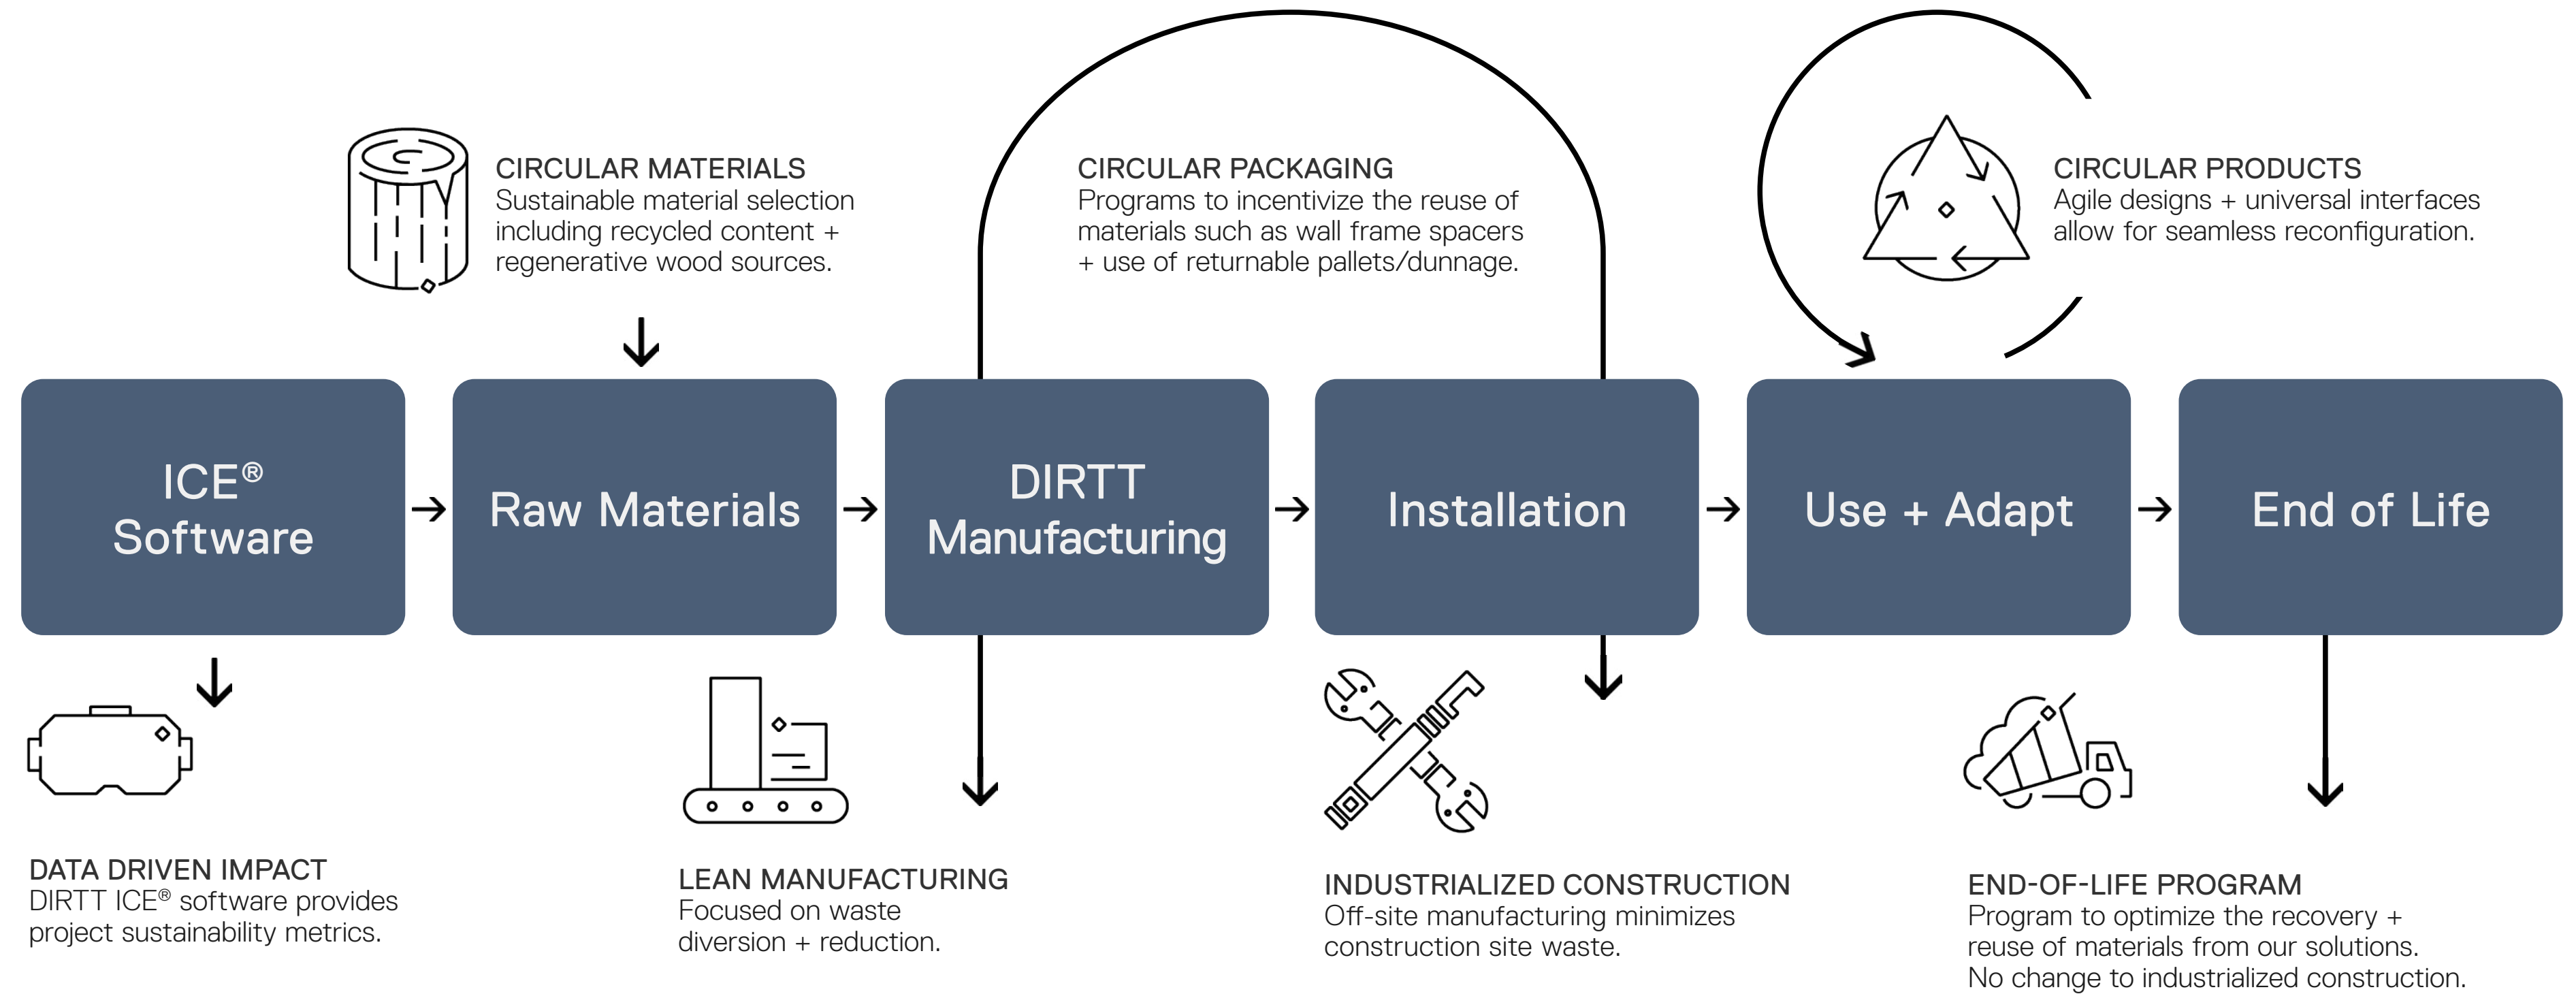 CIRCULAR MATERIALS
Sustainable material selection
including recycled content +
regenerative wood sources.
CIRCULAR PACKAGING
Programs to incentivize the reuse of
materials such as wall frame spacers
+ use of returnable pallets/dunnage.
CIRCULAR PRODUCTS
Agile designs + universal interfaces
allow for seamless reconfiguration.
ICE®
Software
Raw Materials
DIRTT
Manufacturing
Installation
Use + Adapt
End of Life
DATA DRIVEN IMPACT
DIRTT ICE® software provides
project sustainability metrics.
LEAN MANUFACTURING
Focused on waste
diversion + reduction.
INDUSTRIALIZED CONSTRUCTION
Off-site manufacturing minimizes
construction site waste.
END-OF-LIFE PROGRAM
Program to optimize the recovery +
reuse of materials from our solutions.
No change to industrialized construction.